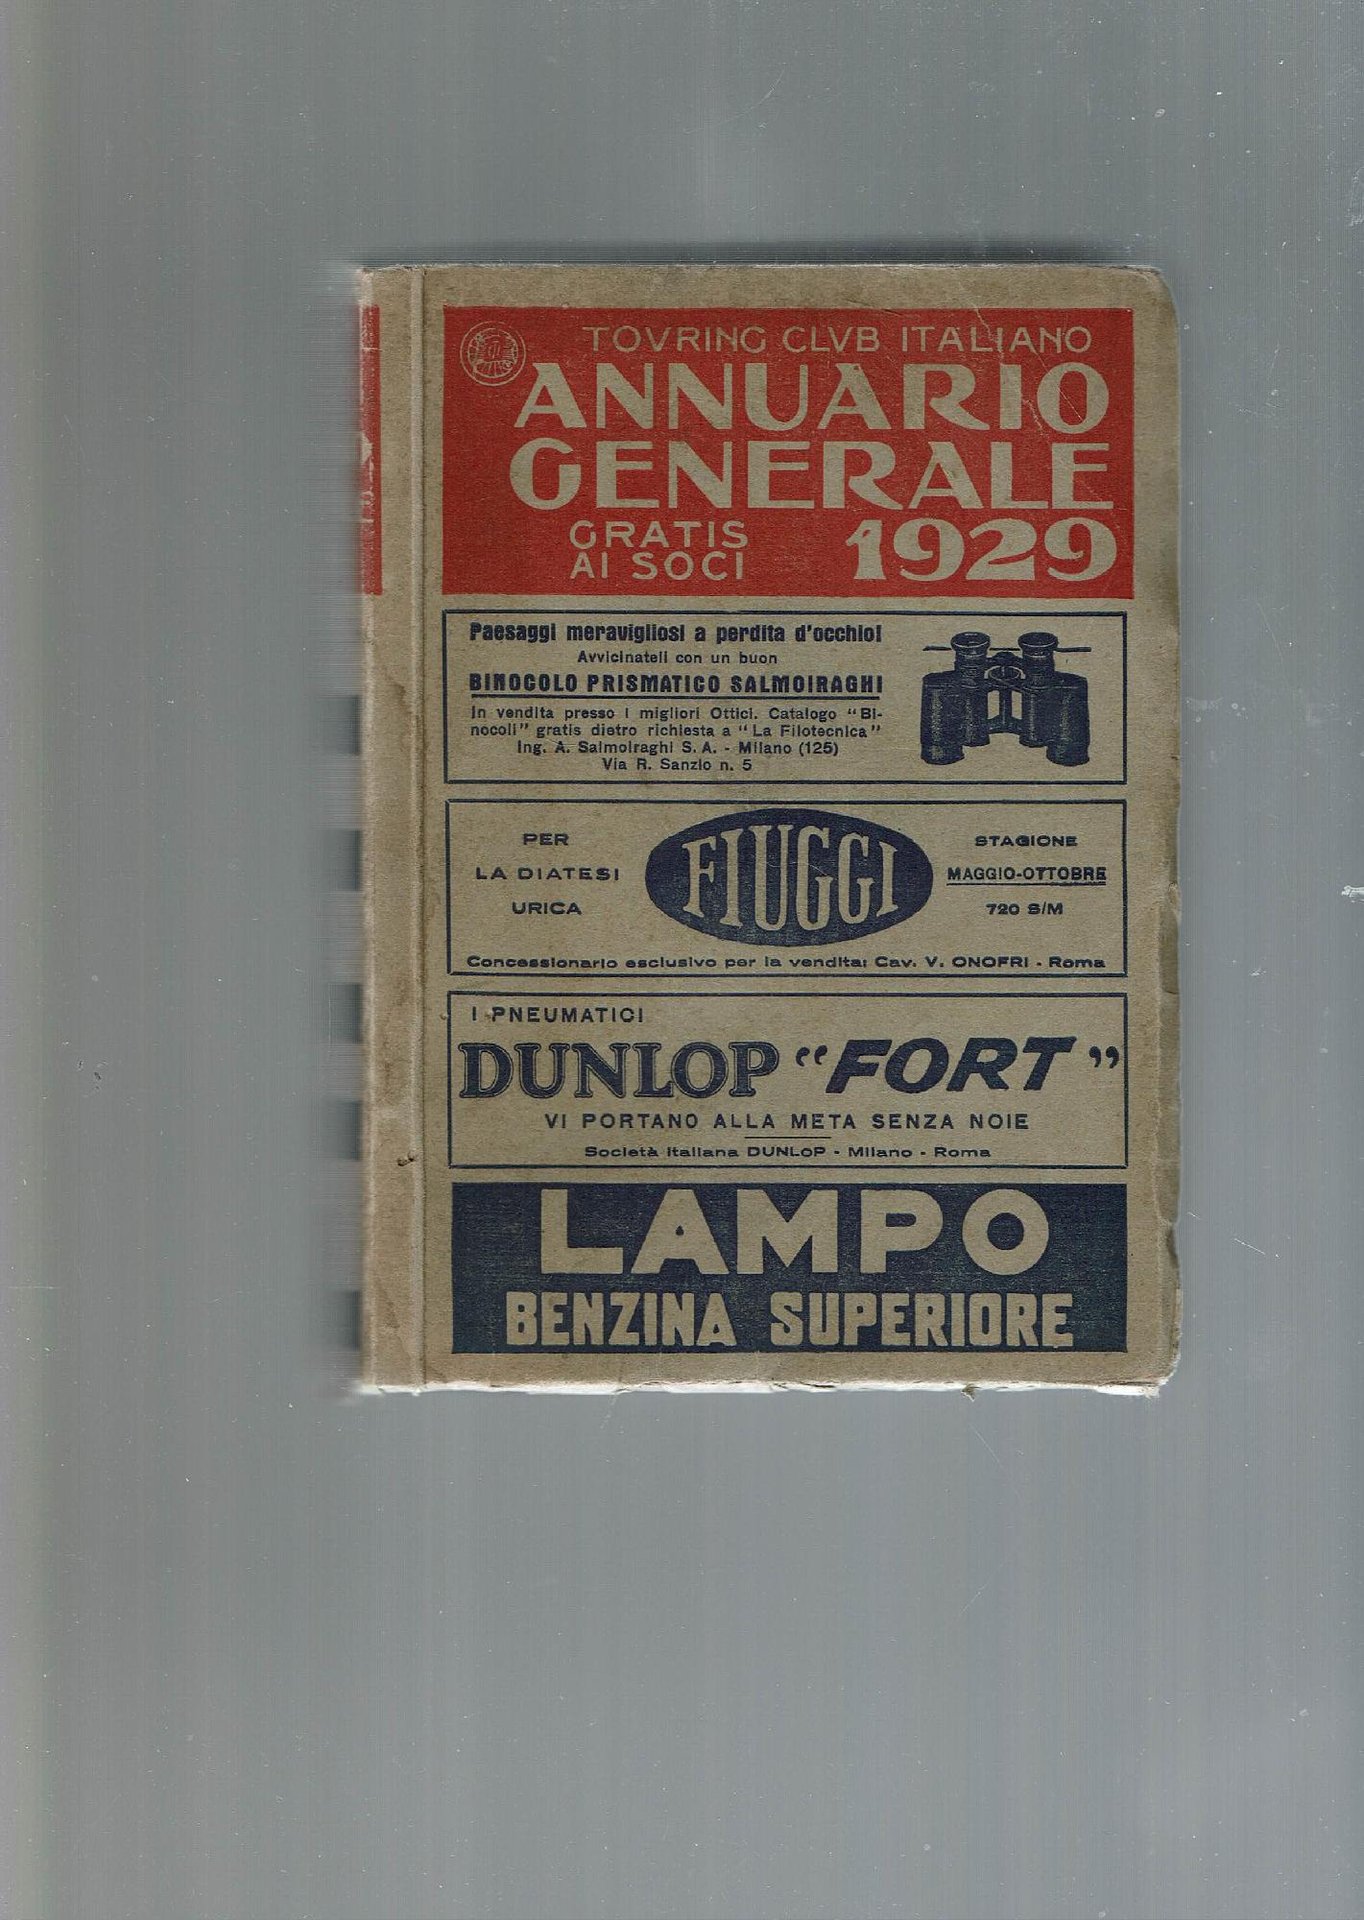 TOVRING CLVB ITALIANO
ANNUARIO
GENERALE
GRATIS
AI SOCI
1929
Paesaggi meravigliosi a perdita d'occhio!
Avvicinateli con un buon
BINOCOLO PRISMATICO SALMOIRAGHI
In vendita presso i migliori Ottici. Catalogo "Bi-
nocoli" gratis dietro richiesta a "La Filotecnica"
Ing. A. Salmoiraghi S. A. - Milano (125)
Via R. Sanzio n. 5
PER
LA DIATESI
URICA
FIUGGI
STAGIONE
MAGGIO-OTTOBRE
720 S/M
Concessionario esclusivo per la vendita: Cav. V. ONOFRI - Roma
I PNEUMATICI
DUNLOP "FORT"
VI PORTANO ALLA META SENZA NOIE
Società Italiana DUNLOP - Milano - Roma
LAMPO
BENZINA SUPERIORE